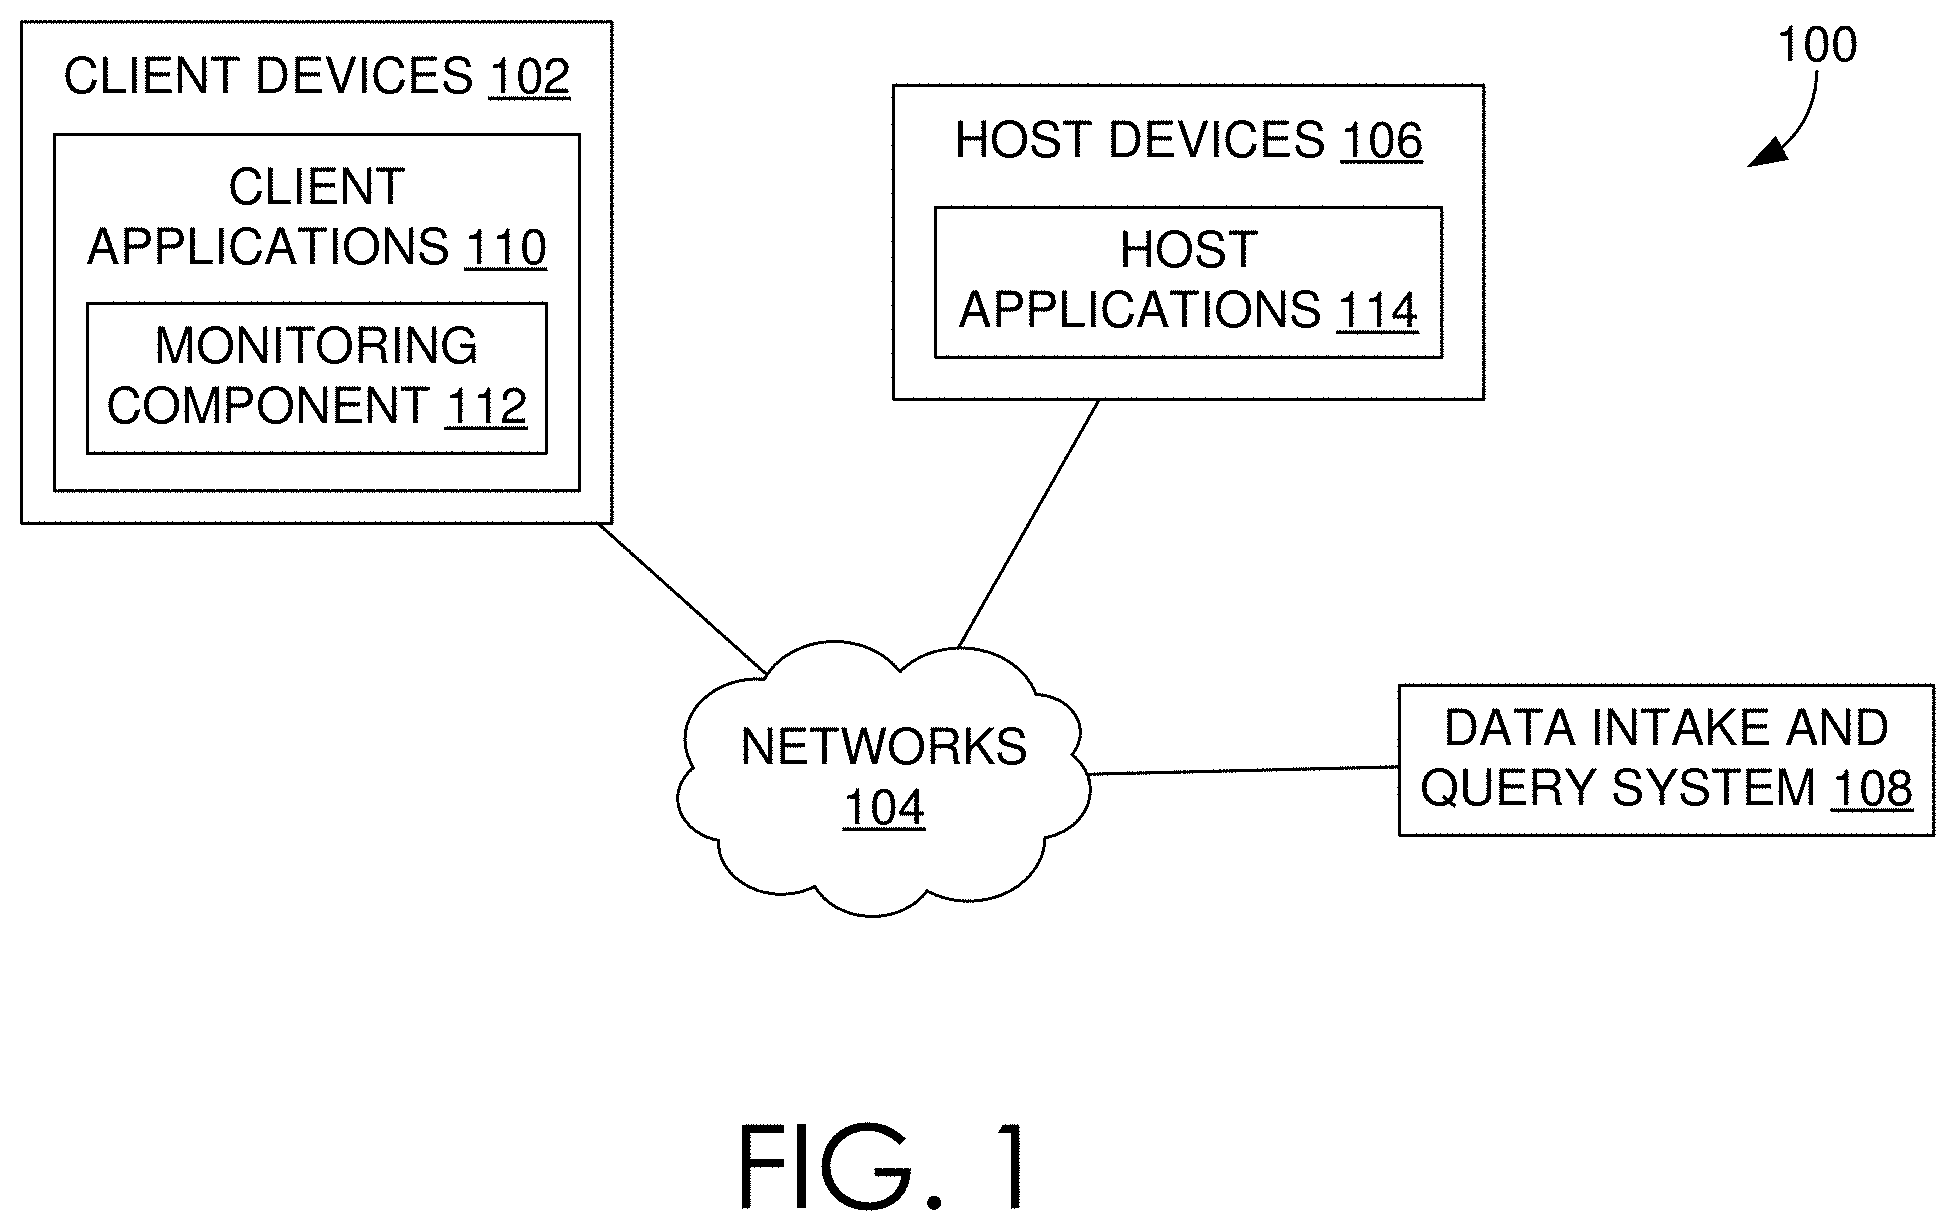 100
CLIENT DEVICES 102
CLIENT
APPLICATIONS 110
MONITORING
COMPONENT 112
HOST DEVICES 106
HOST
APPLICATIONS 114
NETWORKS
104
DATA INTAKE AND
QUERY SYSTEM 108
FIG. 1